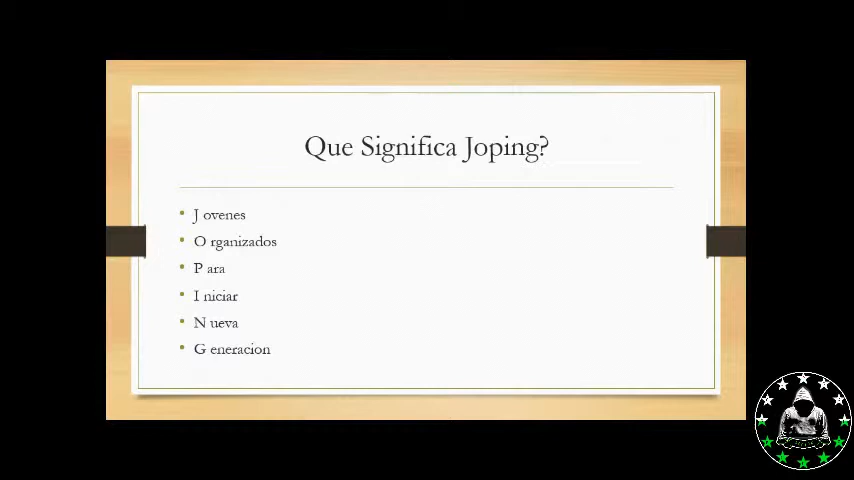 Que Significa Joping?
J ovenes
O rganizados
P ara
I niciar
N ueva
G eneracion